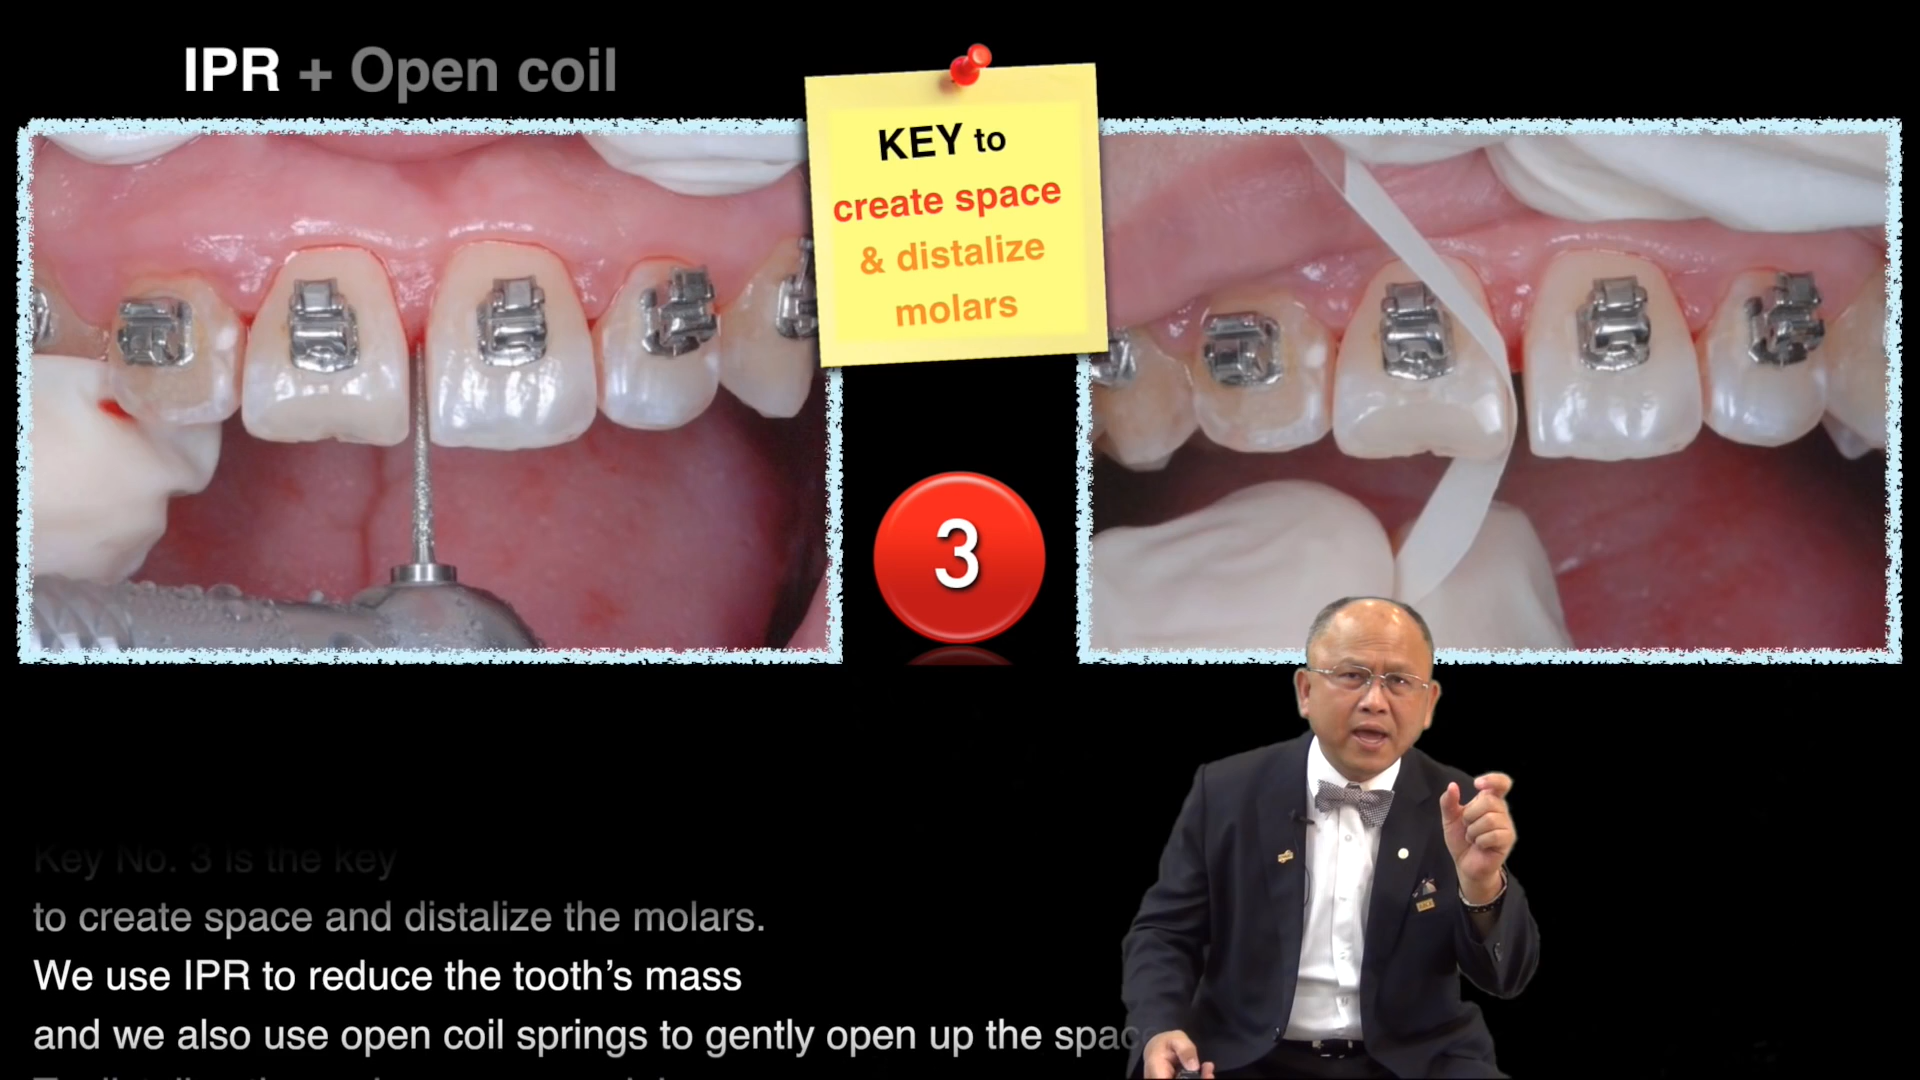 IPR + Open coil
KEY to
create space
& distalize
molars
3
Key No. 3 is the key
to create space and distalize the molars.
We use IPR to reduce the tooth's mass
and we also use open coil springs to gently open up the